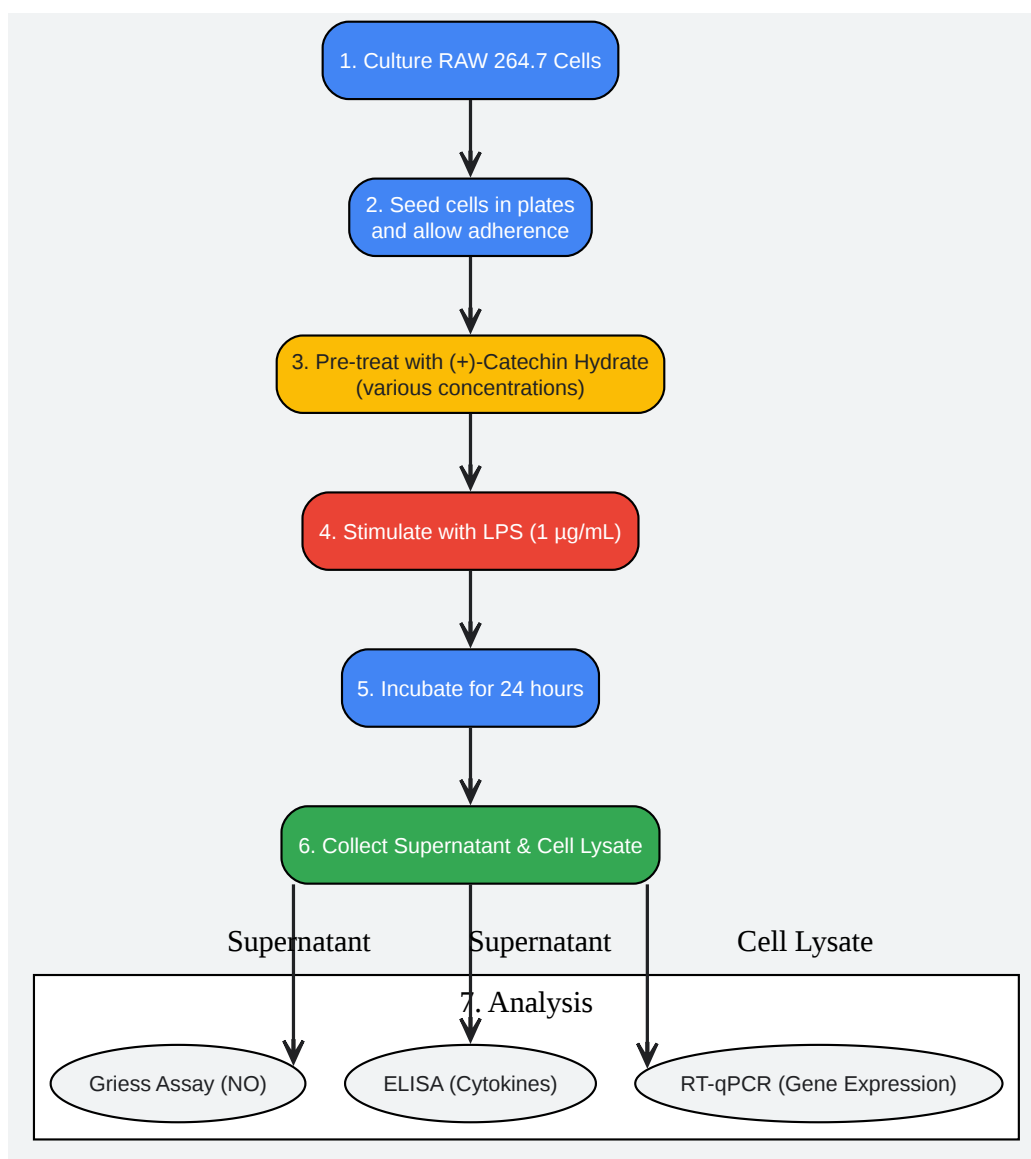 1. Culture RAW 264.7 Cells
2. Seed cells in plates
and allow adherence
3. Pre-treat with (+)-Catechin Hydrate
(various concentrations)
4. Stimulate with LPS (1 µg/mL)
5. Incubate for 24 hours
6. Collect Supernatant & Cell Lysate
Supernatant
Supernatant
Cell Lysate
7. Analysis
Griess Assay (NO)
ELISA (Cytokines)
RT-qPCR (Gene Expression)